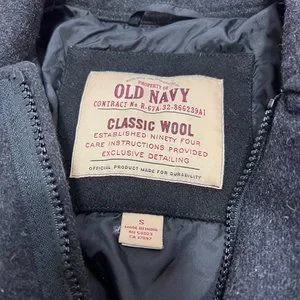 PROPERTY OF
OLD NAVY
CONTRACT No R-67A-32-866239A1
CLASSIC WOOL
ESTABLISHED NINETY FOUR
CARE INSTRUCTIONS PROVIDED
EXCLUSIVE DETAILING
OFFICIAL PRODUCT MADE FOR DURABILITY
S